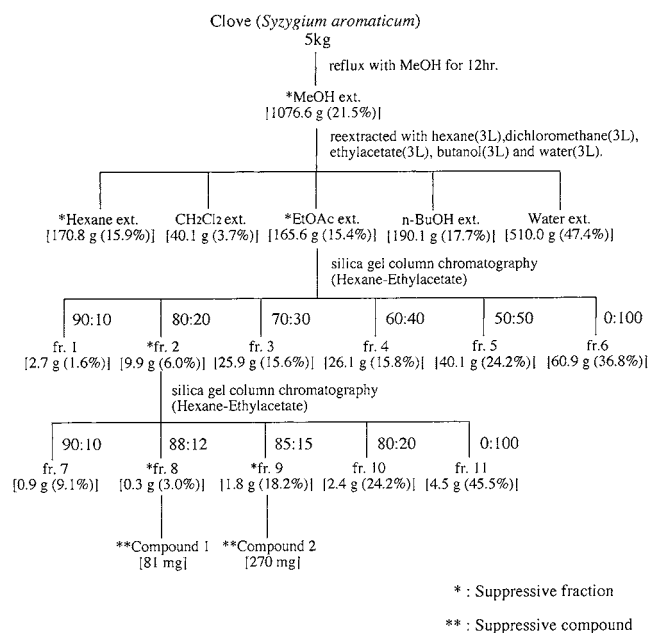 Clove (Syzygium aromaticum)
5kg
reflux with MeOH for 12hr.
*MeOH ext.
[1076.6 g (21.5%)]
reextracted with hexane(3L),dichloromethane(3L),
ethylacetate(3L), butanol(3L) and water(3L).
*Hexane ext. CH2Cl2 ext. *EtOAc ext. n-BuOH ext. Water ext.
[170.8 g (15.9%)] [40.1 g (3.7%)] [165.6 g (15.4%)] [190.1 g (17.7%)] [510.0 g (47.4%)]
silica gel column chromatography
(Hexane-Ethylacetate)
90:10 80:20 70:30 60:40 50:50 0:100
fr. 1 *fr. 2 fr. 3 fr. 4 fr. 5 fr.6
[2.7 g (1.6%)] [9.9 g (6.0%)] [25.9 g (15.6%)] [26.1 g (15.8%)] [40.1 g (24.2%)] [60.9 g (36.8%)]
silica gel column chromatography
(Hexane-Ethylacetate)
90:10 88:12 85:15 80:20 0:100
fr. 7 *fr. 8 *fr. 9 fr. 10 fr. 11
[0.9 g (9.1%)] [0.3 g (3.0%)] [1.8 g (18.2%)] [2.4 g (24.2%)] [4.5 g (45.5%)]
**Compound 1 **Compound 2
[81 mg] [270 mg]
* : Suppressive fraction
** : Suppressive compound